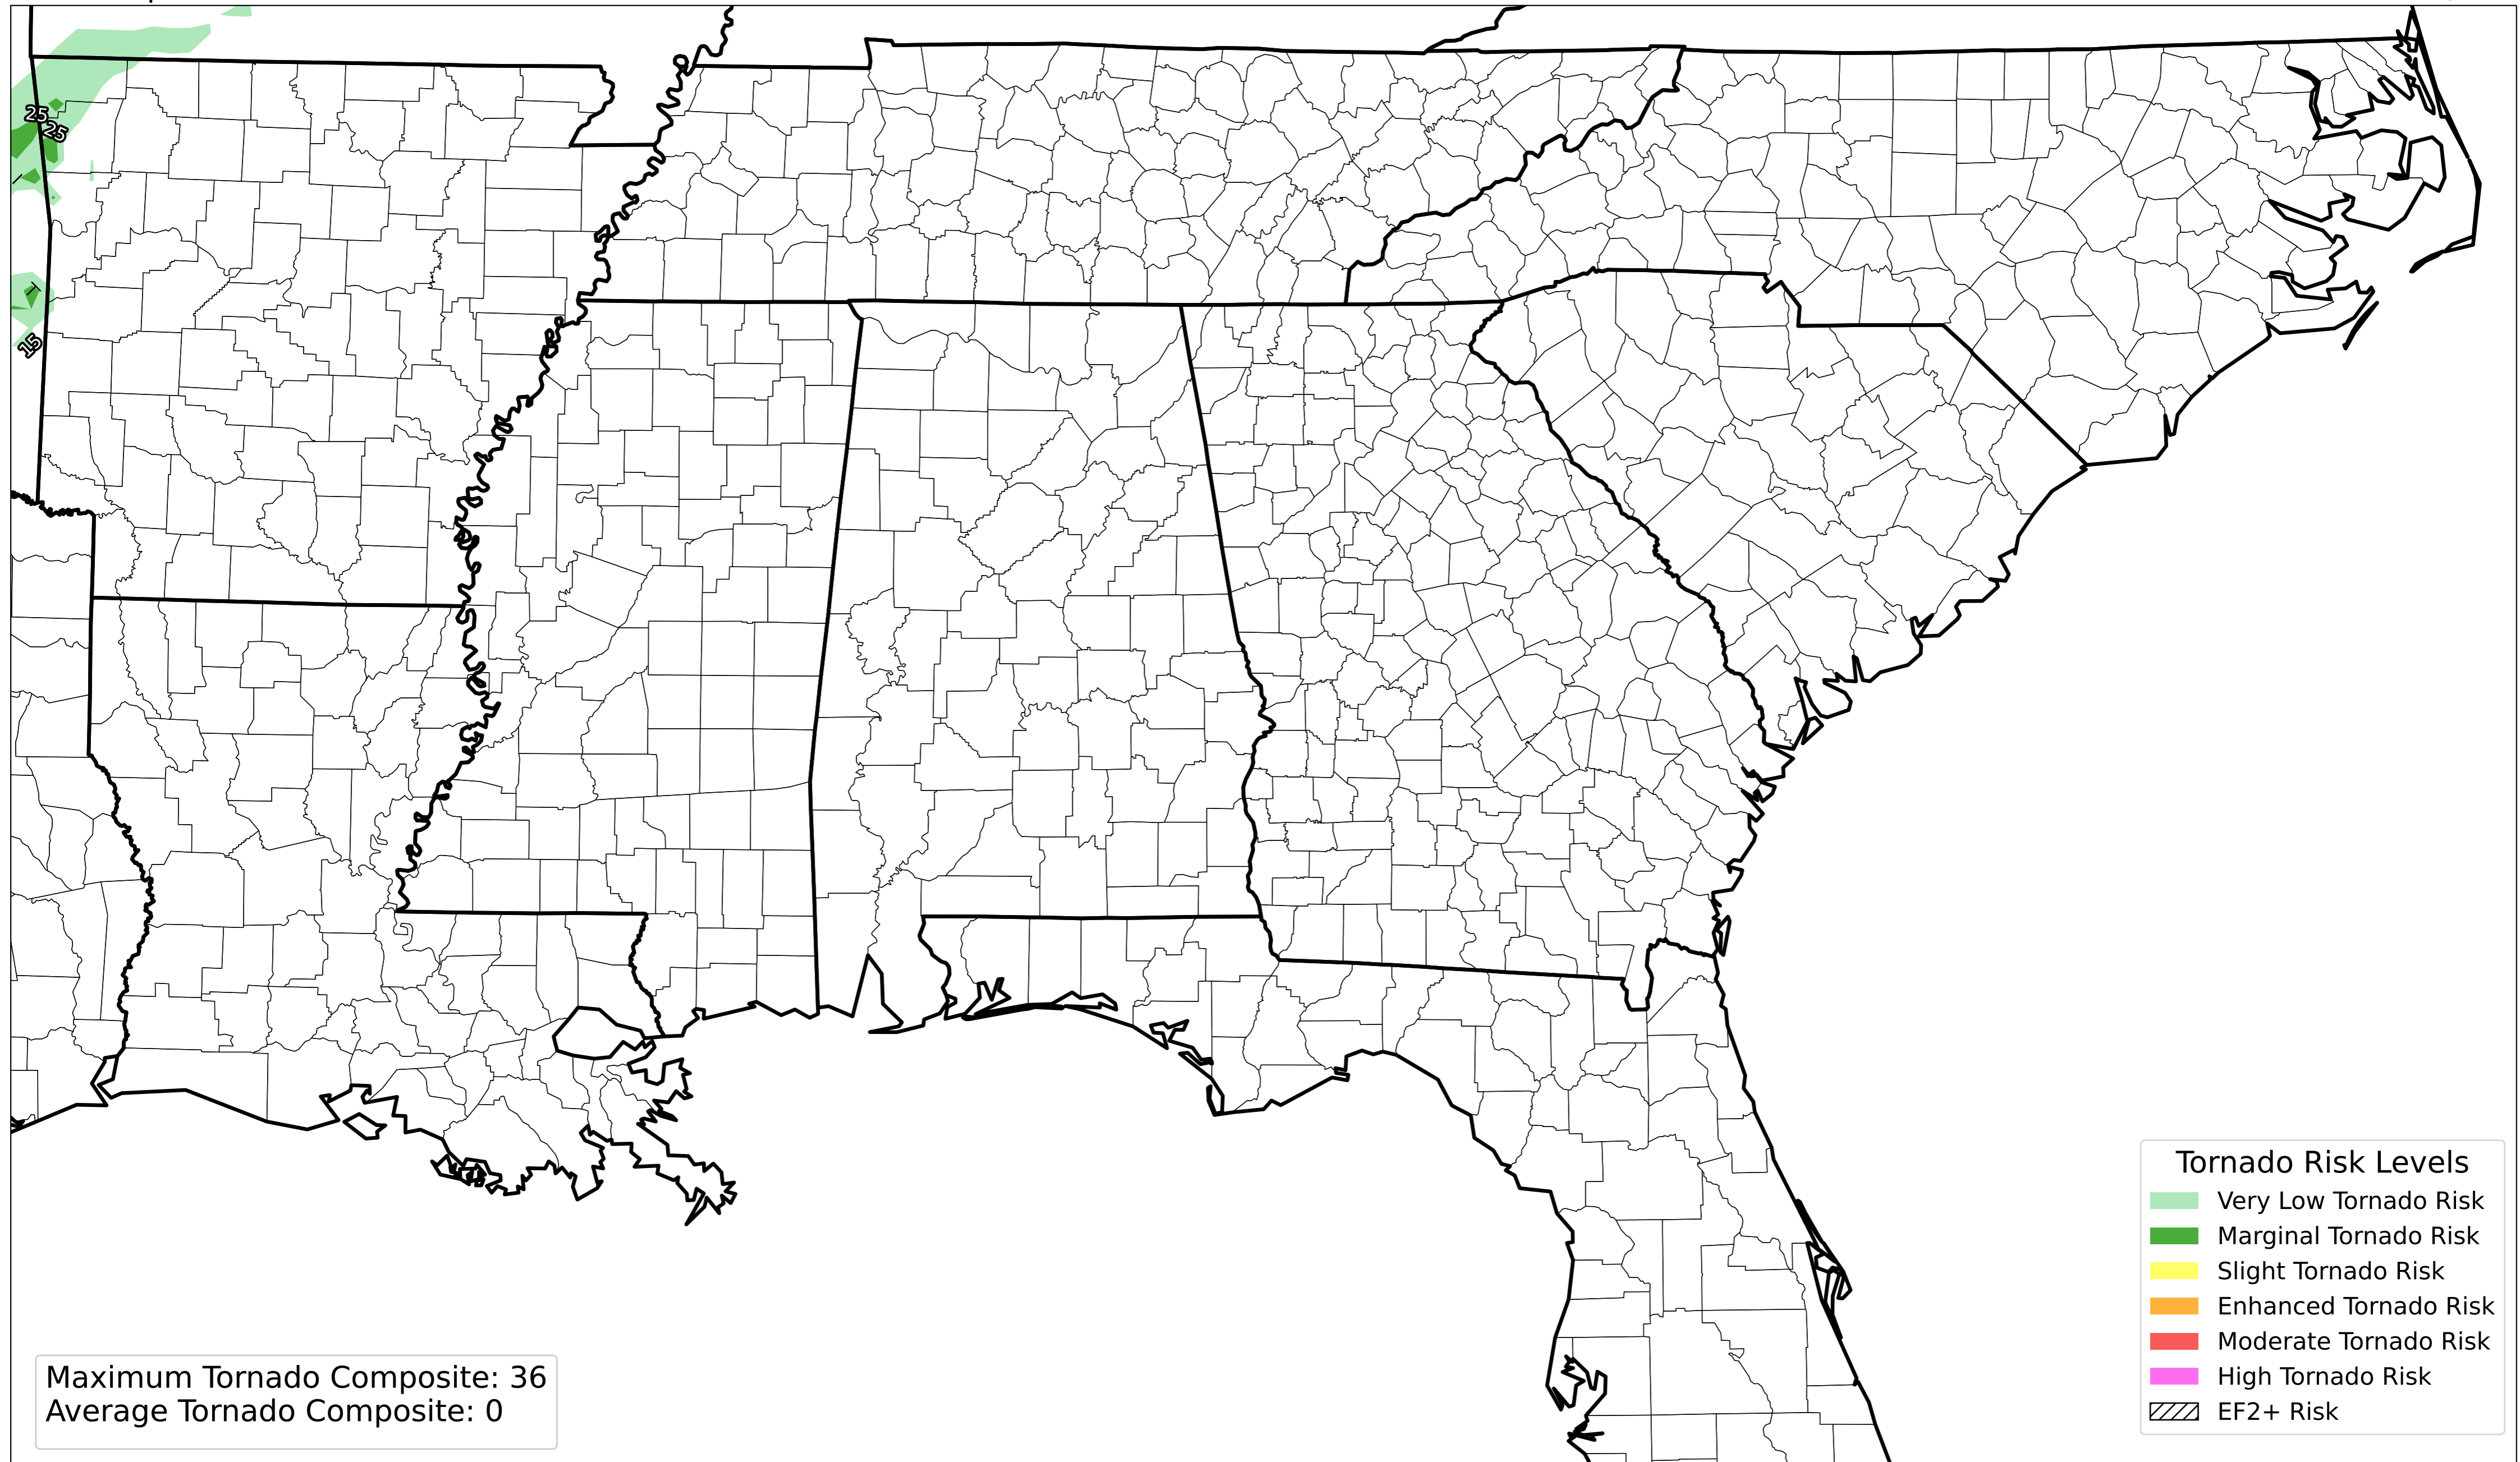 25
25
15
Tornado Risk Levels
Very Low Tornado Risk
Marginal Tornado Risk
Slight Tornado Risk
Enhanced Tornado Risk
Moderate Tornado Risk
High Tornado Risk
EF2+ Risk
Maximum Tornado Composite: 36
Average Tornado Composite: 0